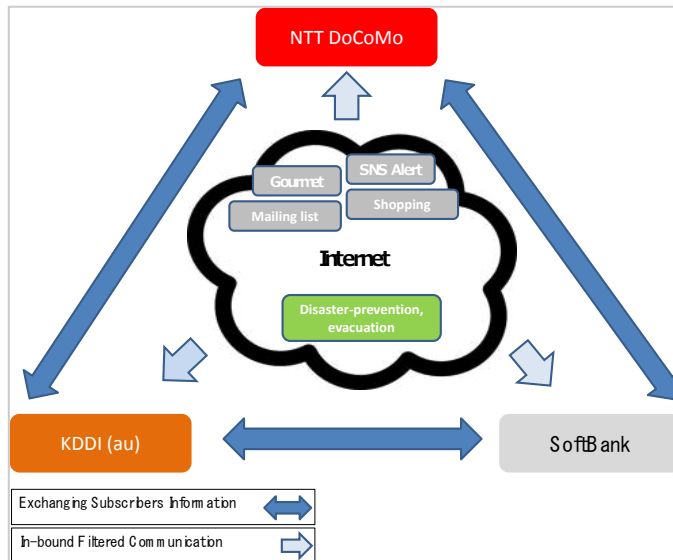 NTT DoCoMo
SNS Alert
Gourmet
Shopping
Mailing list
Internet
Disaster-prevention,
evacuation
KDDI (au)
SoftBank
Exchanging Subscribers Information
In-bound Filtered Communication